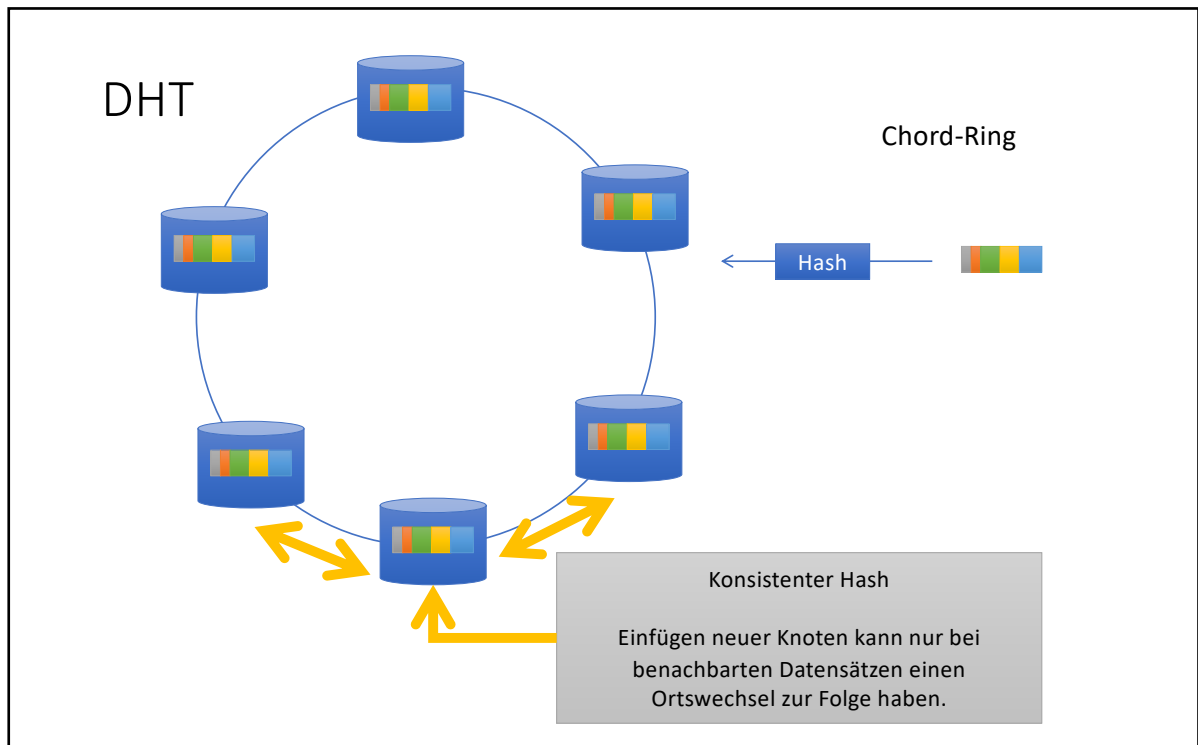 DHT
Chord-Ring
Hash
Konsistenter Hash
Einfügen neuer Knoten kann nur bei
benachbarten Datensätzen einen
Ortswechsel zur Folge haben.